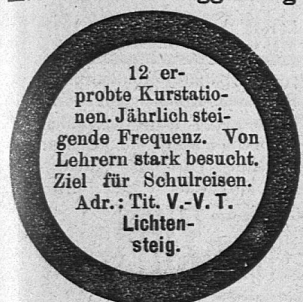 12 er-
probte Kurstatio-
nen. Jährlich stei-
gende Frequenz. Von
Lehrern stark besucht.
Ziel für Schulreisen.
Adr.: Tit. V.-V. T.
Lichten-
steig.